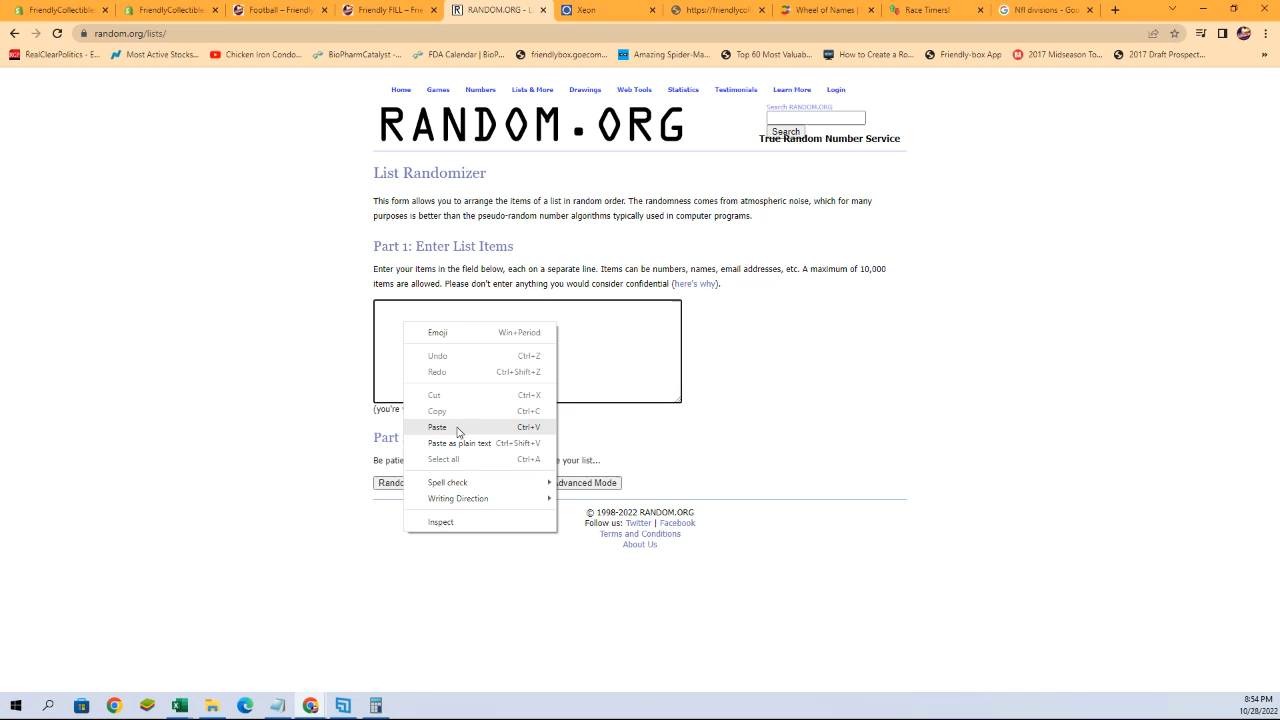 FriendlyCollectible:
FriendlyCollectible:
Football – Friendly
Friendly FILL – Frie
RANDOM.ORG - L
Xeon
https://friendycoll
Wheel of Names |
Race Timers!
Nfl divisions - Goo
random.org/lists/
RealClearPolitics - E...
Most Active Stocks...
Chicken Iron Condo...
BioPharmCatalyst -...
FDA Calendar | BioP...
friendlybox.goecom...
Amazing Spider-Ma...
Top 60 Most Valuab...
How to Create a Ro...
Friendly-box App
2017 Midseason To...
2017 Draft Prospect...
Home
Games
Numbers
Lists & More
Drawings
Web Tools
Statistics
Testimonials
Learn More
Login
RANDOM.ORG
Search RANDOM.ORG
Search
True Random Number Service
List Randomizer
This form allows you to arrange the items of a list in random order. The randomness comes from atmospheric noise, which for many
purposes is better than the pseudo-random number algorithms typically used in computer programs.
Part 1: Enter List Items
Enter your items in the field below, each on a separate line. Items can be numbers, names, email addresses, etc. A maximum of 10,000
items are allowed. Please don't enter anything you would consider confidential (here's why).
Emoji Win+Period
Undo Ctrl+Z
Redo Ctrl+Shift+Z
Cut Ctrl+X
Copy Ctrl+C
Paste Ctrl+V
Paste as plain text Ctrl+Shift+V
Select all Ctrl+A
Spell check
Writing Direction
Inspect
(you're
Part
Be patie
e your list...
Rando
dvanced Mode
© 1998-2022 RANDOM.ORG
Follow us: Twitter | Facebook
Terms and Conditions
About Us
8:54 PM
10/28/2022